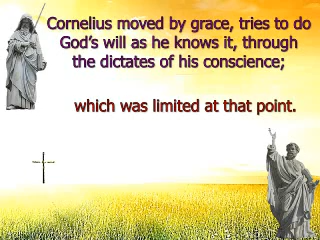 Cornelius moved by grace, tries to do
God’s will as he knows it, through
the dictates of his conscience;
which was limited at that point.